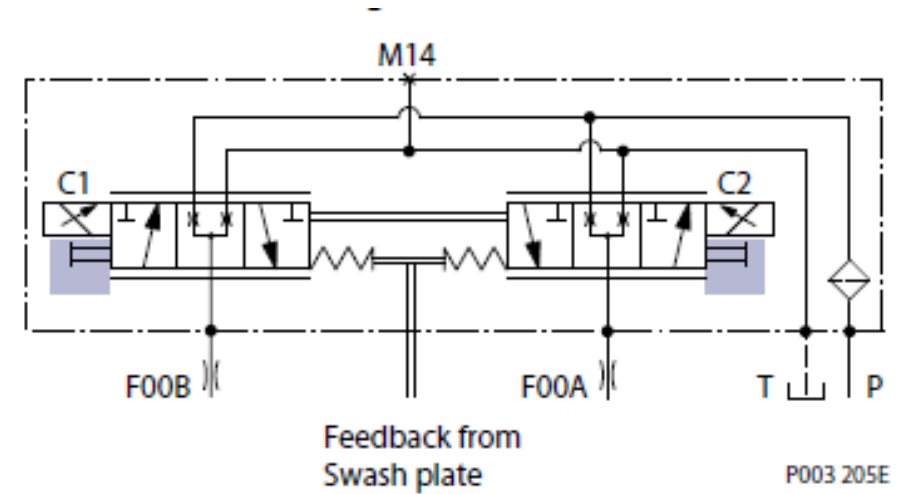 M14
C1
C2
F00B
F00A
T
P
Feedback from
Swash plate
P003 205E